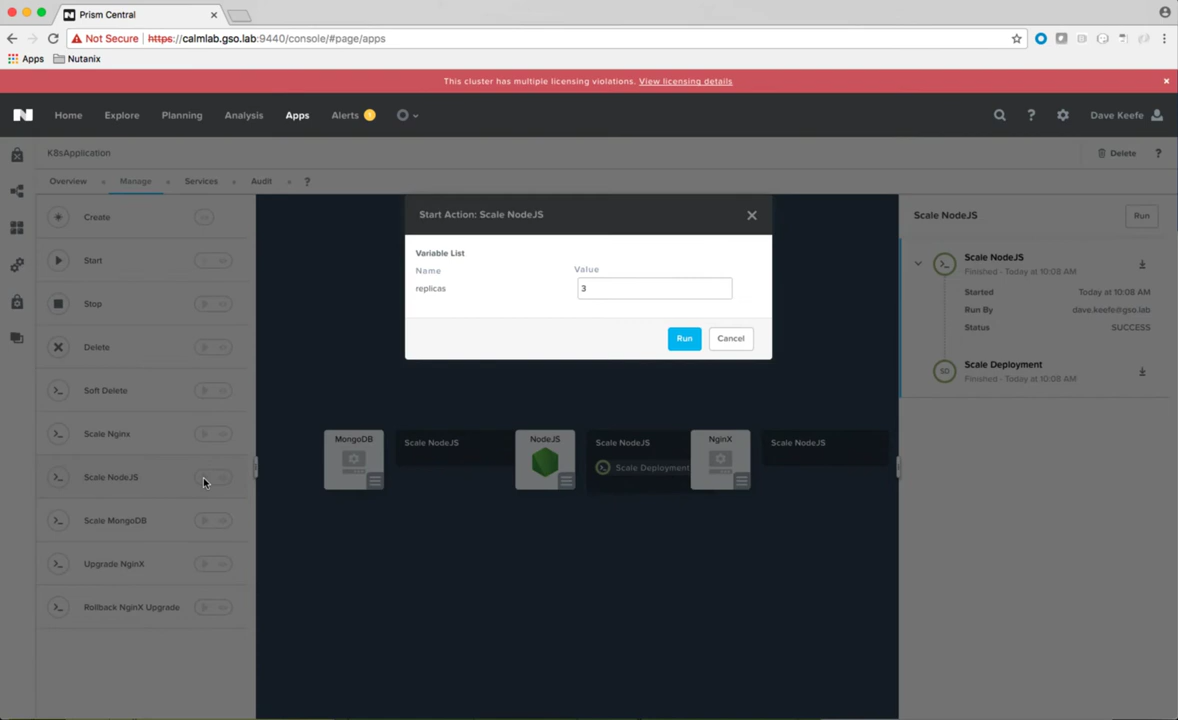 Prism Central
Not Secure https://calmlab.gso.lab:9440/console/#page/apps
Apps Nutanix
This cluster has multiple licensing violations. View licensing details
Home Explore Planning Analysis Apps Alerts 1 Dave Keefe
K8sApplication Delete
Overview Manage Services Audit
Create
Start
Stop
Delete
Soft Delete
Scale Nginx
Scale NodeJS
Scale MongoDB
Upgrade NginX
Rollback NginX Upgrade
Start Action: Scale NodeJS
Variable List
Name Value
replicas 3
Run Cancel
MongoDB Scale NodeJS NodeJS Scale NodeJS NginX Scale NodeJS
Scale Deployment
Scale NodeJS Run
Scale NodeJS
Finished - Today at 10:08 AM
Started Today at 10:08 AM
Run By dave.keefe@gso.lab
Status SUCCESS
SD Scale Deployment
Finished - Today at 10:08 AM